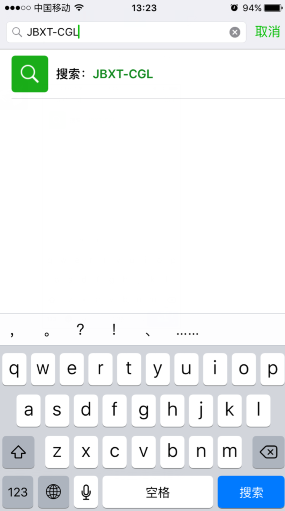 中国移动 13:23 94%
JBXT-CGL 取消
搜索：JBXT-CGL
， 。 ？ ！ 、 ……
q w e r t y u i o p
a s d f g h j k l
z x c v b n m
123 空格 搜索